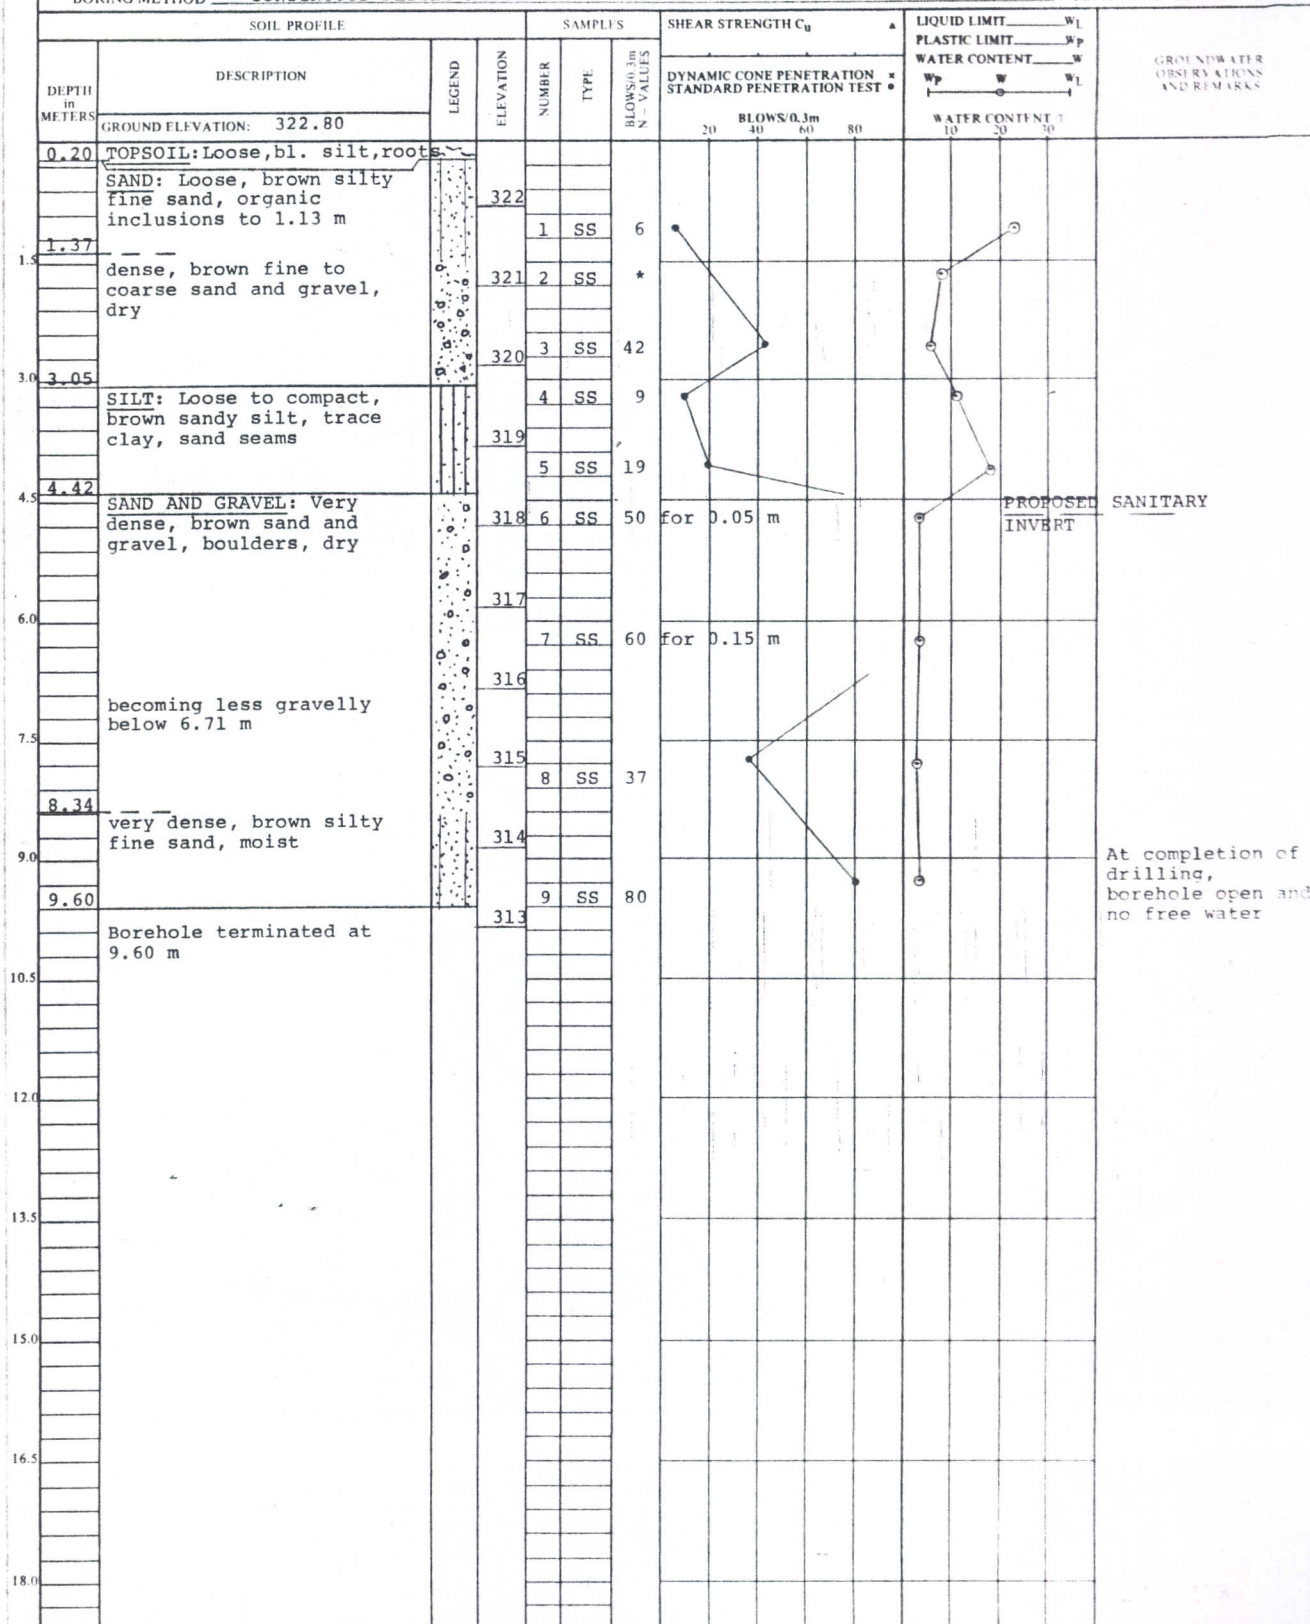 BORING METHOD
SOIL PROFILE
SAMPLES
SHEAR STRENGTH Cu ▲
LIQUID LIMIT WL
PLASTIC LIMIT WP
WATER CONTENT W
WP W WL
DEPTH
in
METERS
DESCRIPTION
LEGEND
ELEVATION
NUMBER
TYPE
BLOWS/0.3m
N – VALUES
DYNAMIC CONE PENETRATION ×
STANDARD PENETRATION TEST •
GROUNDWATER
OBSERVATIONS
AND REMARKS
GROUND ELEVATION: 322.80
BLOWS/0.3m
20 40 60 80
WATER CONTENT
10 20 30
0.20 TOPSOIL: Loose, bl. silt, roots
SAND: Loose, brown silty
fine sand, organic
inclusions to 1.13 m
322
1 SS 6
1.37
1.5
dense, brown fine to
coarse sand and gravel,
dry
321 2 SS *
320 3 SS 42
3.0 3.05
SILT: Loose to compact,
brown sandy silt, trace
clay, sand seams
4 SS 9
319
5 SS 19
4.42
4.5
SAND AND GRAVEL: Very
dense, brown sand and
gravel, boulders, dry
318 6 SS 50 for 0.05 m
PROPOSED SANITARY
INVERT
317
6.0
7 SS 60 for 0.15 m
316
becoming less gravelly
below 6.71 m
7.5
315
8 SS 37
8.34
very dense, brown silty
fine sand, moist
314
9.0
9.60
9 SS 80
313
At completion of
drilling,
borehole open and
no free water
Borehole terminated at
9.60 m
10.5
12.0
13.5
15.0
16.5
18.0